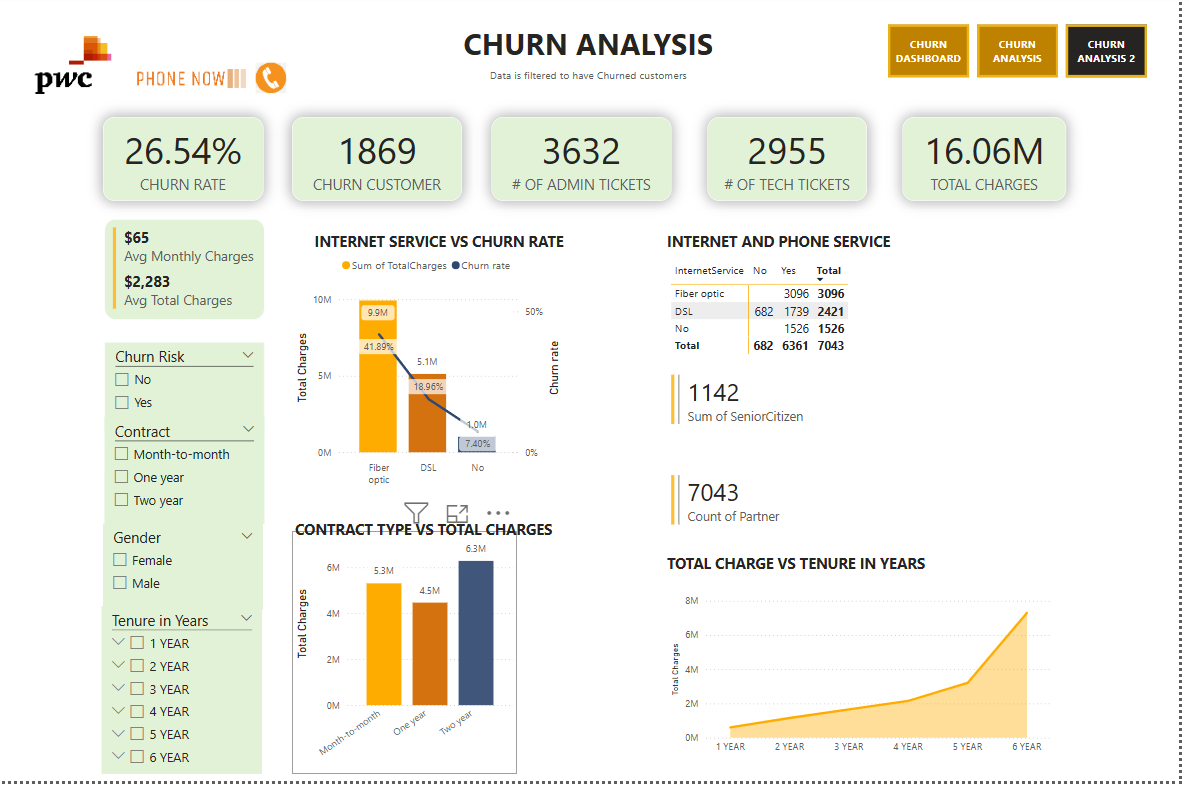 pwc
PHONE NOW
CHURN ANALYSIS
Data is filtered to have Churned customers
CHURN DASHBOARD
CHURN ANALYSIS
CHURN ANALYSIS 2
26.54%
CHURN RATE
1869
CHURN CUSTOMER
3632
# OF ADMIN TICKETS
2955
# OF TECH TICKETS
16.06M
TOTAL CHARGES
$65
Avg Monthly Charges
$2,283
Avg Total Charges
Churn Risk
No
Yes
Contract
Month-to-month
One year
Two year
Gender
Female
Male
Tenure in Years
1 YEAR
2 YEAR
3 YEAR
4 YEAR
5 YEAR
6 YEAR
INTERNET SERVICE VS CHURN RATE
Sum of TotalCharges Churn rate
Total Charges
10M
5M
0M
9.9M
41.89%
5.1M
18.96%
1.0M
7.40%
50%
0%
Churn rate
Fiber optic
DSL
No
CONTRACT TYPE VS TOTAL CHARGES
Total Charges
6M
4M
2M
0M
5.3M
4.5M
6.3M
Month-to-month
One year
Two year
INTERNET AND PHONE SERVICE
InternetService No Yes Total
Fiber optic 3096 3096
DSL 682 1739 2421
No 1526 1526
Total 682 6361 7043
1142
Sum of SeniorCitizen
7043
Count of Partner
TOTAL CHARGE VS TENURE IN YEARS
Total Charges
8M
6M
4M
2M
0M
1 YEAR 2 YEAR 3 YEAR 4 YEAR 5 YEAR 6 YEAR